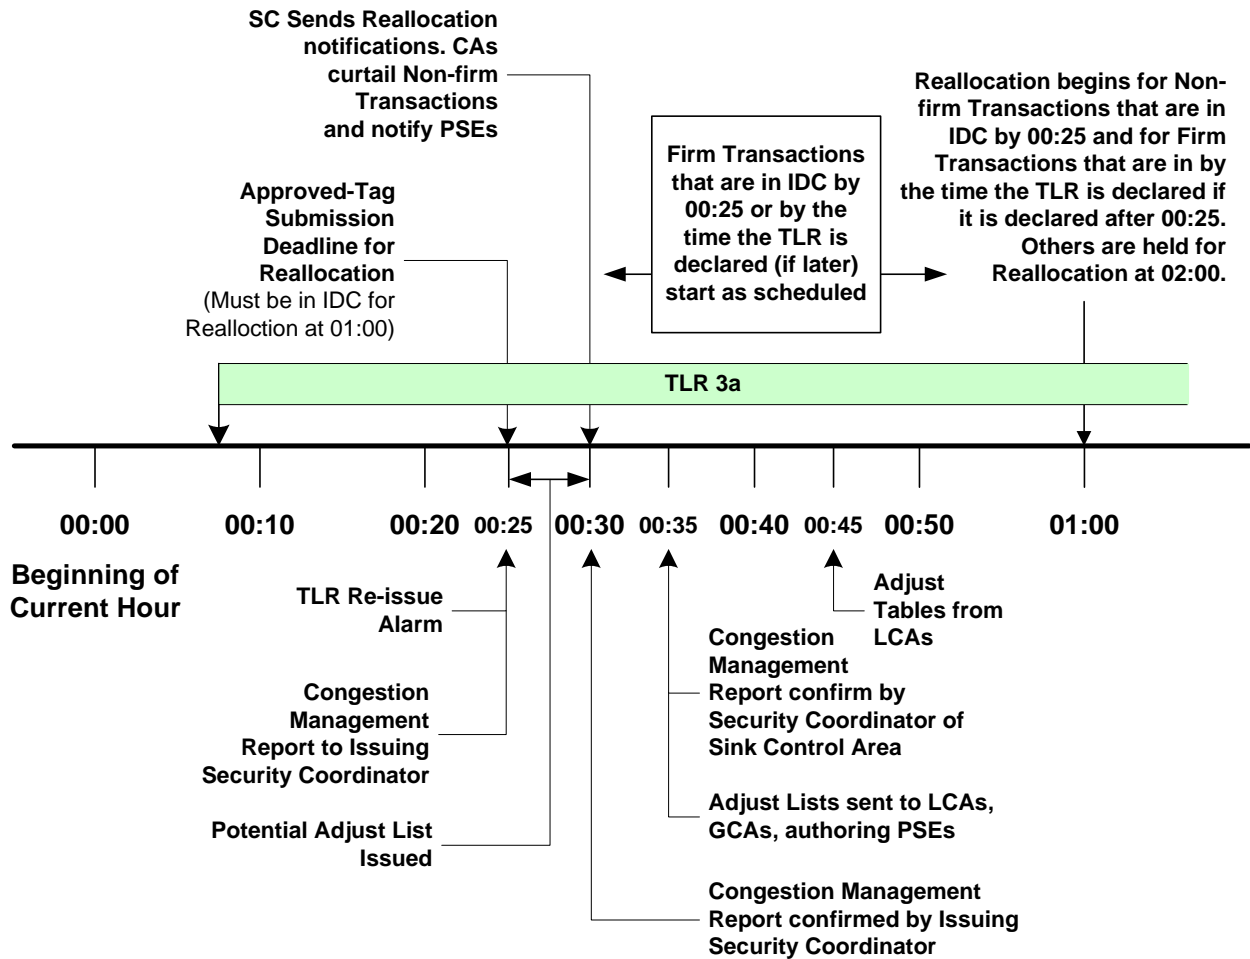 SC Sends Reallocation
notifications. CAs
curtail Non-firm
Transactions
and notify PSEs
Approved-Tag
Submission
Deadline for
Reallocation
(Must be in IDC for
Realloction at 01:00)
Firm Transactions
that are in IDC by
00:25 or by the
time the TLR is
declared (if later)
start as scheduled
Reallocation begins for Non-
firm Transactions that are in
IDC by 00:25 and for Firm
Transactions that are in by
the time the TLR is declared if
it is declared after 00:25.
Others are held for
Reallocation at 02:00.
TLR 3a
00:00
00:10
00:20
00:25
00:30
00:35
00:40
00:45
00:50
01:00
Beginning of
Current Hour
TLR Re-issue
Alarm
Congestion
Management
Report to Issuing
Security Coordinator
Potential Adjust List
Issued
Adjust
Tables from
LCAs
Congestion
Management
Report confirm by
Security Coordinator of
Sink Control Area
Adjust Lists sent to LCAs,
GCAs, authoring PSEs
Congestion Management
Report confirmed by Issuing
Security Coordinator